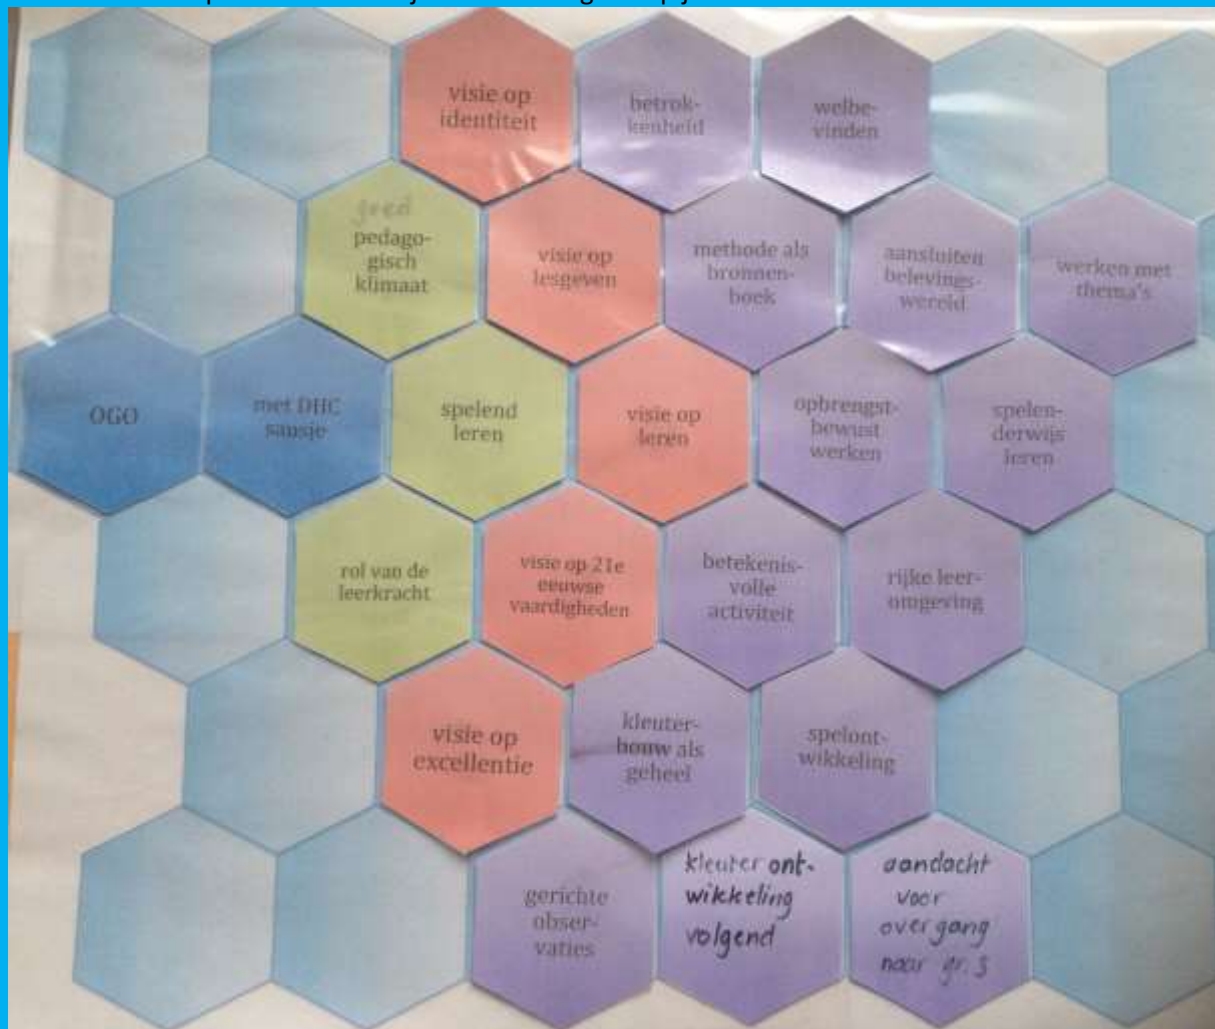 visie op
identiteit
betrok-
kenheid
welbe-
vinden
goed
pedago-
gisch
klimaat
visie op
lesgeven
methode als
bronnen-
boek
aansluiten
belevings-
wereld
werken met
thema's
OGO
met DHC
sausje
spelend
leren
visie op
leren
opbrengst-
bewust
werken
spelen-
derwijs
leren
rol van de
leerkracht
visie op 21e
eeuwse
vaardigheden
betekenis-
volle
activiteit
rijke leer-
omgeving
visie op
excellentie
kleuter-
bouw als
geheel
spelont-
wikkeling
gerichte
obser-
vaties
kleuter ont-
wikkeling
volgend
aandacht
voor
overgang
naar gr. 3